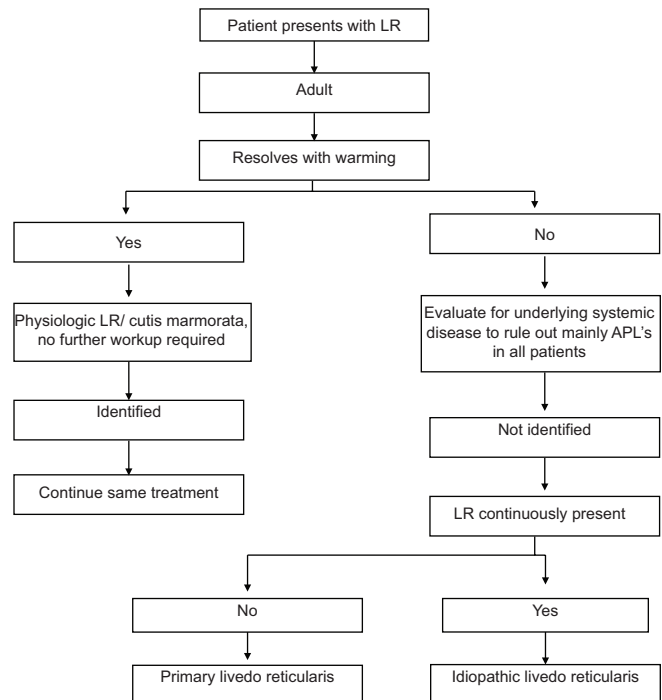 Patient presents with LR
Adult
Resolves with warming
Yes
No
Physiologic LR/ cutis marmorata,
no further workup required
Evaluate for underlying systemic
disease to rule out mainly APL's
in all patients
Identified
Not identified
Continue same treatment
LR continuously present
No
Yes
Primary livedo reticularis
Idiopathic livedo reticularis